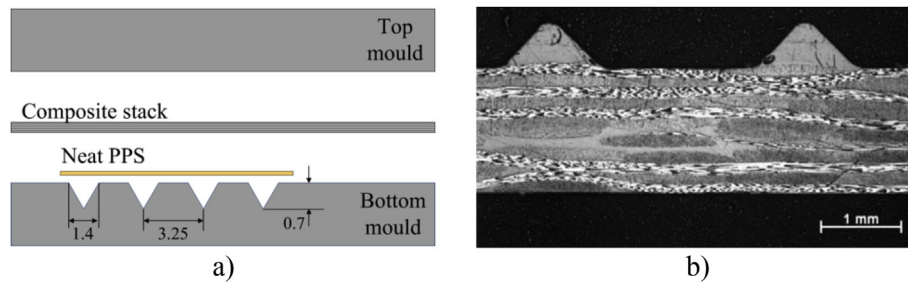 Top
mould
Composite stack
Neat PPS
Bottom
mould
1.4
3.25
0.7
a)
1 mm
b)